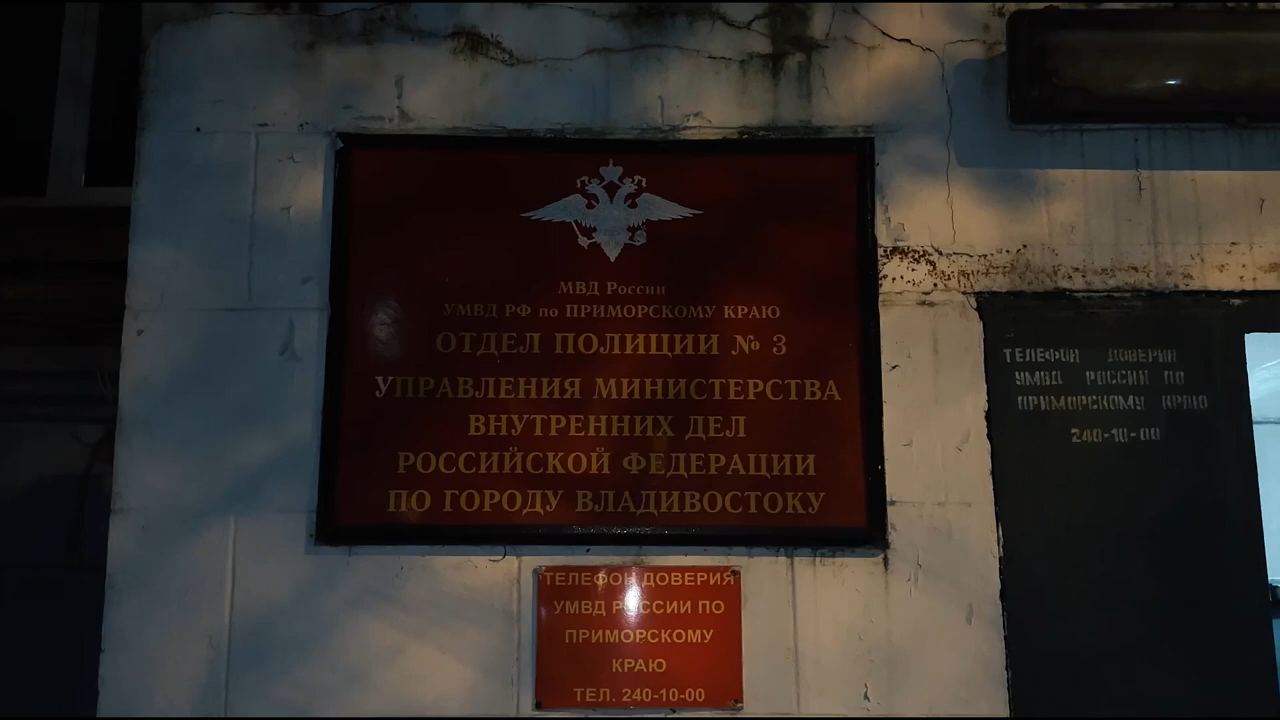 МВД России
УМВД РФ по ПРИМОРСКОМУ КРАЮ
ОТДЕЛ ПОЛИЦИИ № 3
УПРАВЛЕНИЯ МИНИСТЕРСТВА
ВНУТРЕННИХ ДЕЛ
РОССИЙСКОЙ ФЕДЕРАЦИИ
ПО ГОРОДУ ВЛАДИВОСТОКУ
ТЕЛЕФОН ДОВЕРИЯ
УМВД РОССИИ ПО
ПРИМОРСКОМУ
КРАЮ
ТЕЛ. 240-10-00
ТЕЛЕФОН ДОВЕРИЯ
УМВД РОССИИ ПО
ПРИМОРСКОМУ КРАЮ
240-10-00